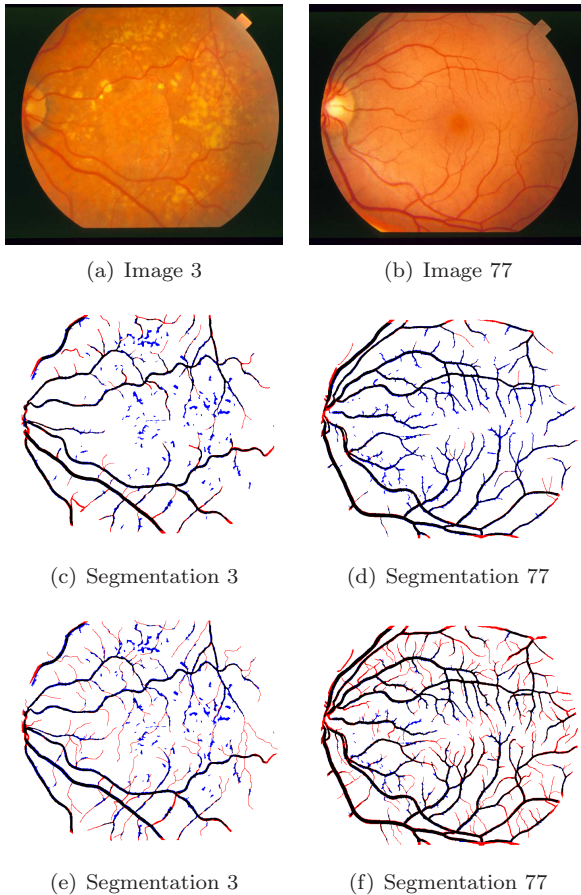 (a) Image 3
(b) Image 77
(c) Segmentation 3
(d) Segmentation 77
(e) Segmentation 3
(f) Segmentation 77